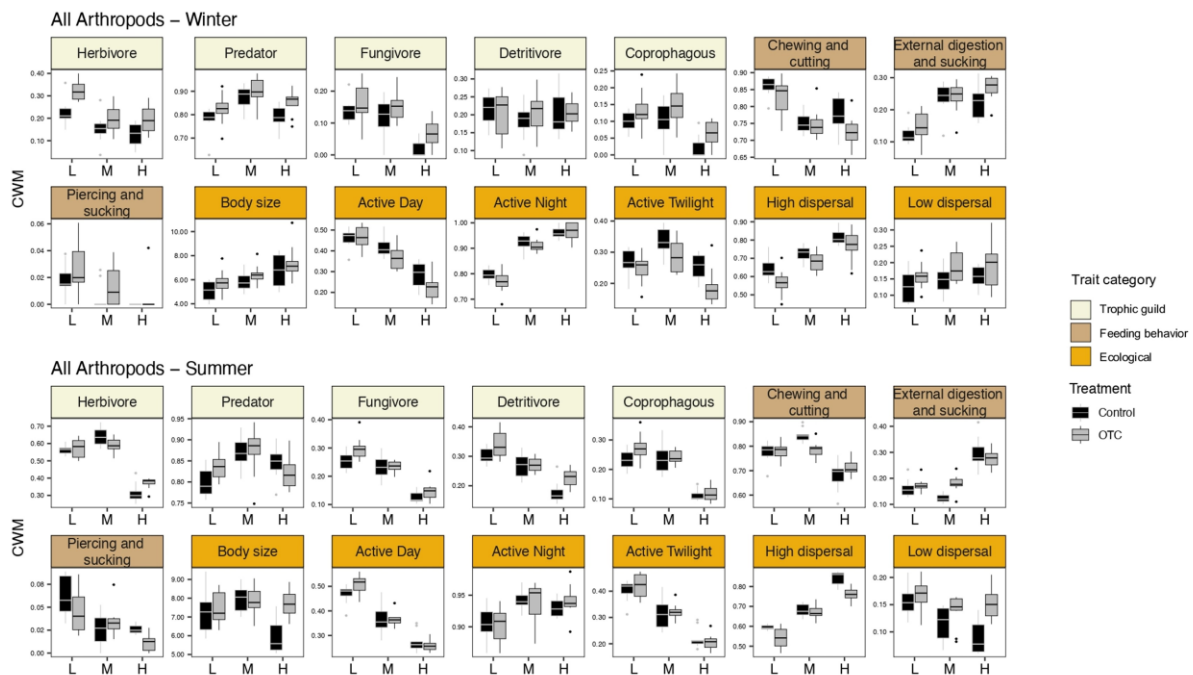 All Arthropods – Winter
Herbivore Predator Fungivore Detritivore Coprophagous Chewing and cutting External digestion and sucking
0.40 0.30 0.20 0.10
0.90 0.80 0.70
0.20 0.10 0.00
0.30 0.25 0.20 0.15 0.10
0.25 0.20 0.15 0.10 0.05 0.00
0.90 0.85 0.80 0.75 0.70 0.65
0.30 0.20 0.10
L M H L M H L M H L M H L M H L M H L M H
CWM
Piercing and sucking Body size Active Day Active Night Active Twilight High dispersal Low dispersal
0.06 0.04 0.02 0.00
10.00 8.00 6.00 4.00
0.50 0.40 0.30 0.20
1.00 0.90 0.80 0.70
0.40 0.30 0.20
0.90 0.80 0.70 0.60 0.50
0.30 0.25 0.20 0.15 0.10
L M H L M H L M H L M H L M H L M H L M H
All Arthropods – Summer
Herbivore Predator Fungivore Detritivore Coprophagous Chewing and cutting External digestion and sucking
0.70 0.60 0.50 0.40 0.30
0.95 0.90 0.85 0.80 0.75
0.40 0.30 0.20 0.10
0.40 0.30 0.20
0.30 0.20 0.10
0.90 0.80 0.70 0.60
0.40 0.30 0.20 0.10
L M H L M H L M H L M H L M H L M H L M H
CWM
Piercing and sucking Body size Active Day Active Night Active Twilight High dispersal Low dispersal
0.08 0.05 0.02 0.00
9.00 8.00 7.00 6.00 5.00
0.50 0.40 0.30
0.95 0.90
0.40 0.30 0.20
0.80 0.70 0.60 0.50
0.20 0.15 0.10
L M H L M H L M H L M H L M H L M H L M H
Trait category
Trophic guild
Feeding behavior
Ecological
Treatment
Control
OTC